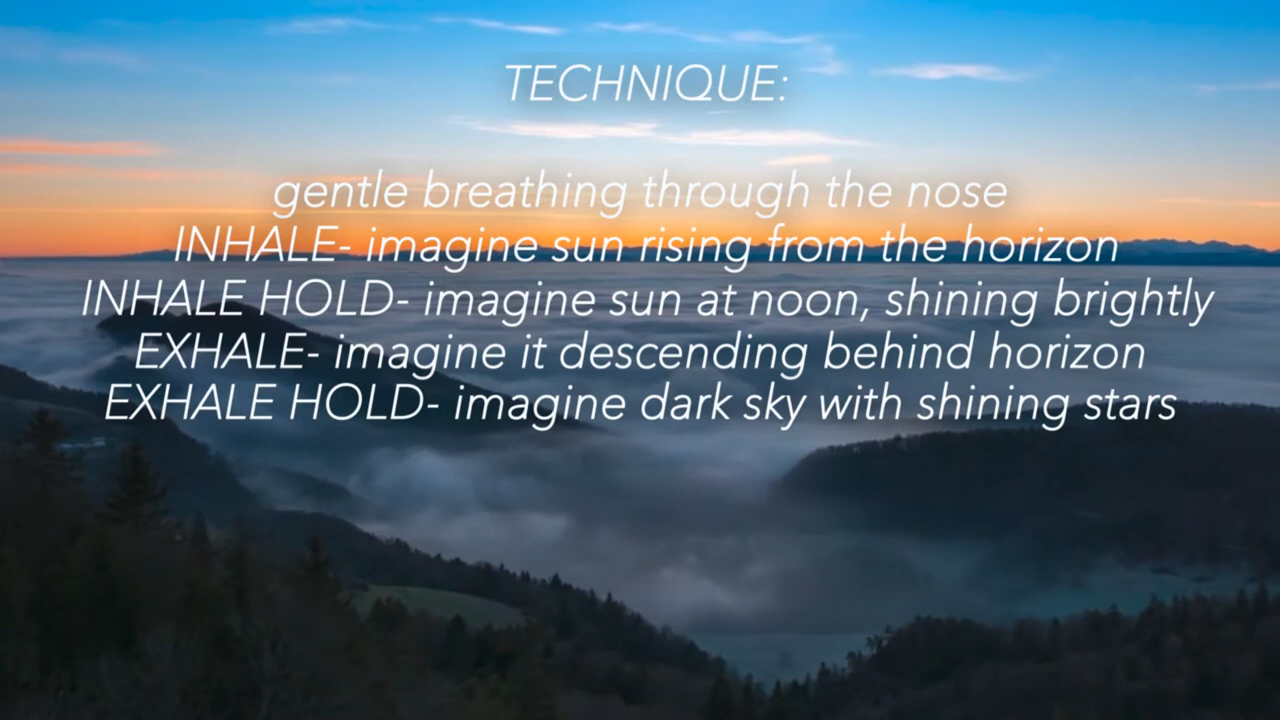 TECHNIQUE:
gentle breathing through the nose
INHALE- imagine sun rising from the horizon
INHALE HOLD- imagine sun at noon, shining brightly
EXHALE- imagine it descending behind horizon
EXHALE HOLD- imagine dark sky with shining stars